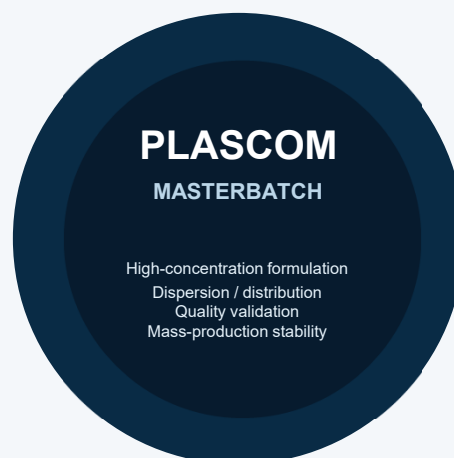 PLASCOM
MASTERBATCH
High-concentration formulation
Dispersion / distribution
Quality validation
Mass-production stability